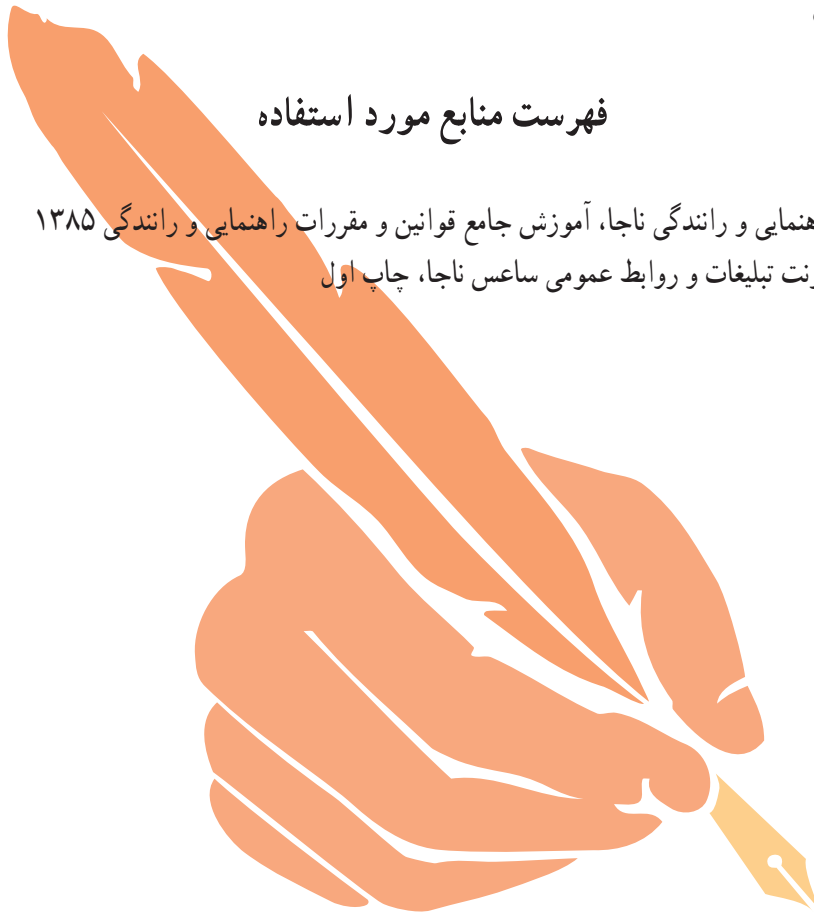 فهرست منابع مورد استفاده
هنمایی و رانندگی ناجا، آموزش جامع قوانین و مقررات راهنمایی و رانندگی ۱۳۸۵
نت تبلیغات و روابط عمومی ساعس ناجا، چاپ اول